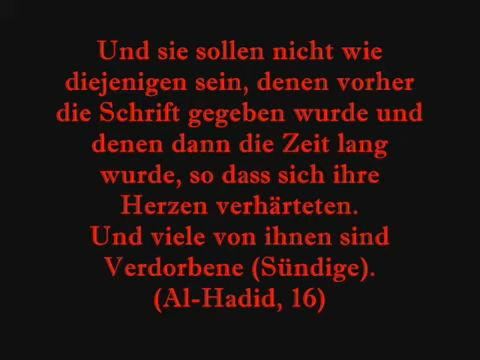 Und sie sollen nicht wie
diejenigen sein, denen vorher
die Schrift gegeben wurde und
denen dann die Zeit lang
wurde, so dass sich ihre
Herzen verhärteten.
Und viele von ihnen sind
Verdorbene (Sündige).
(Al-Hadid, 16)